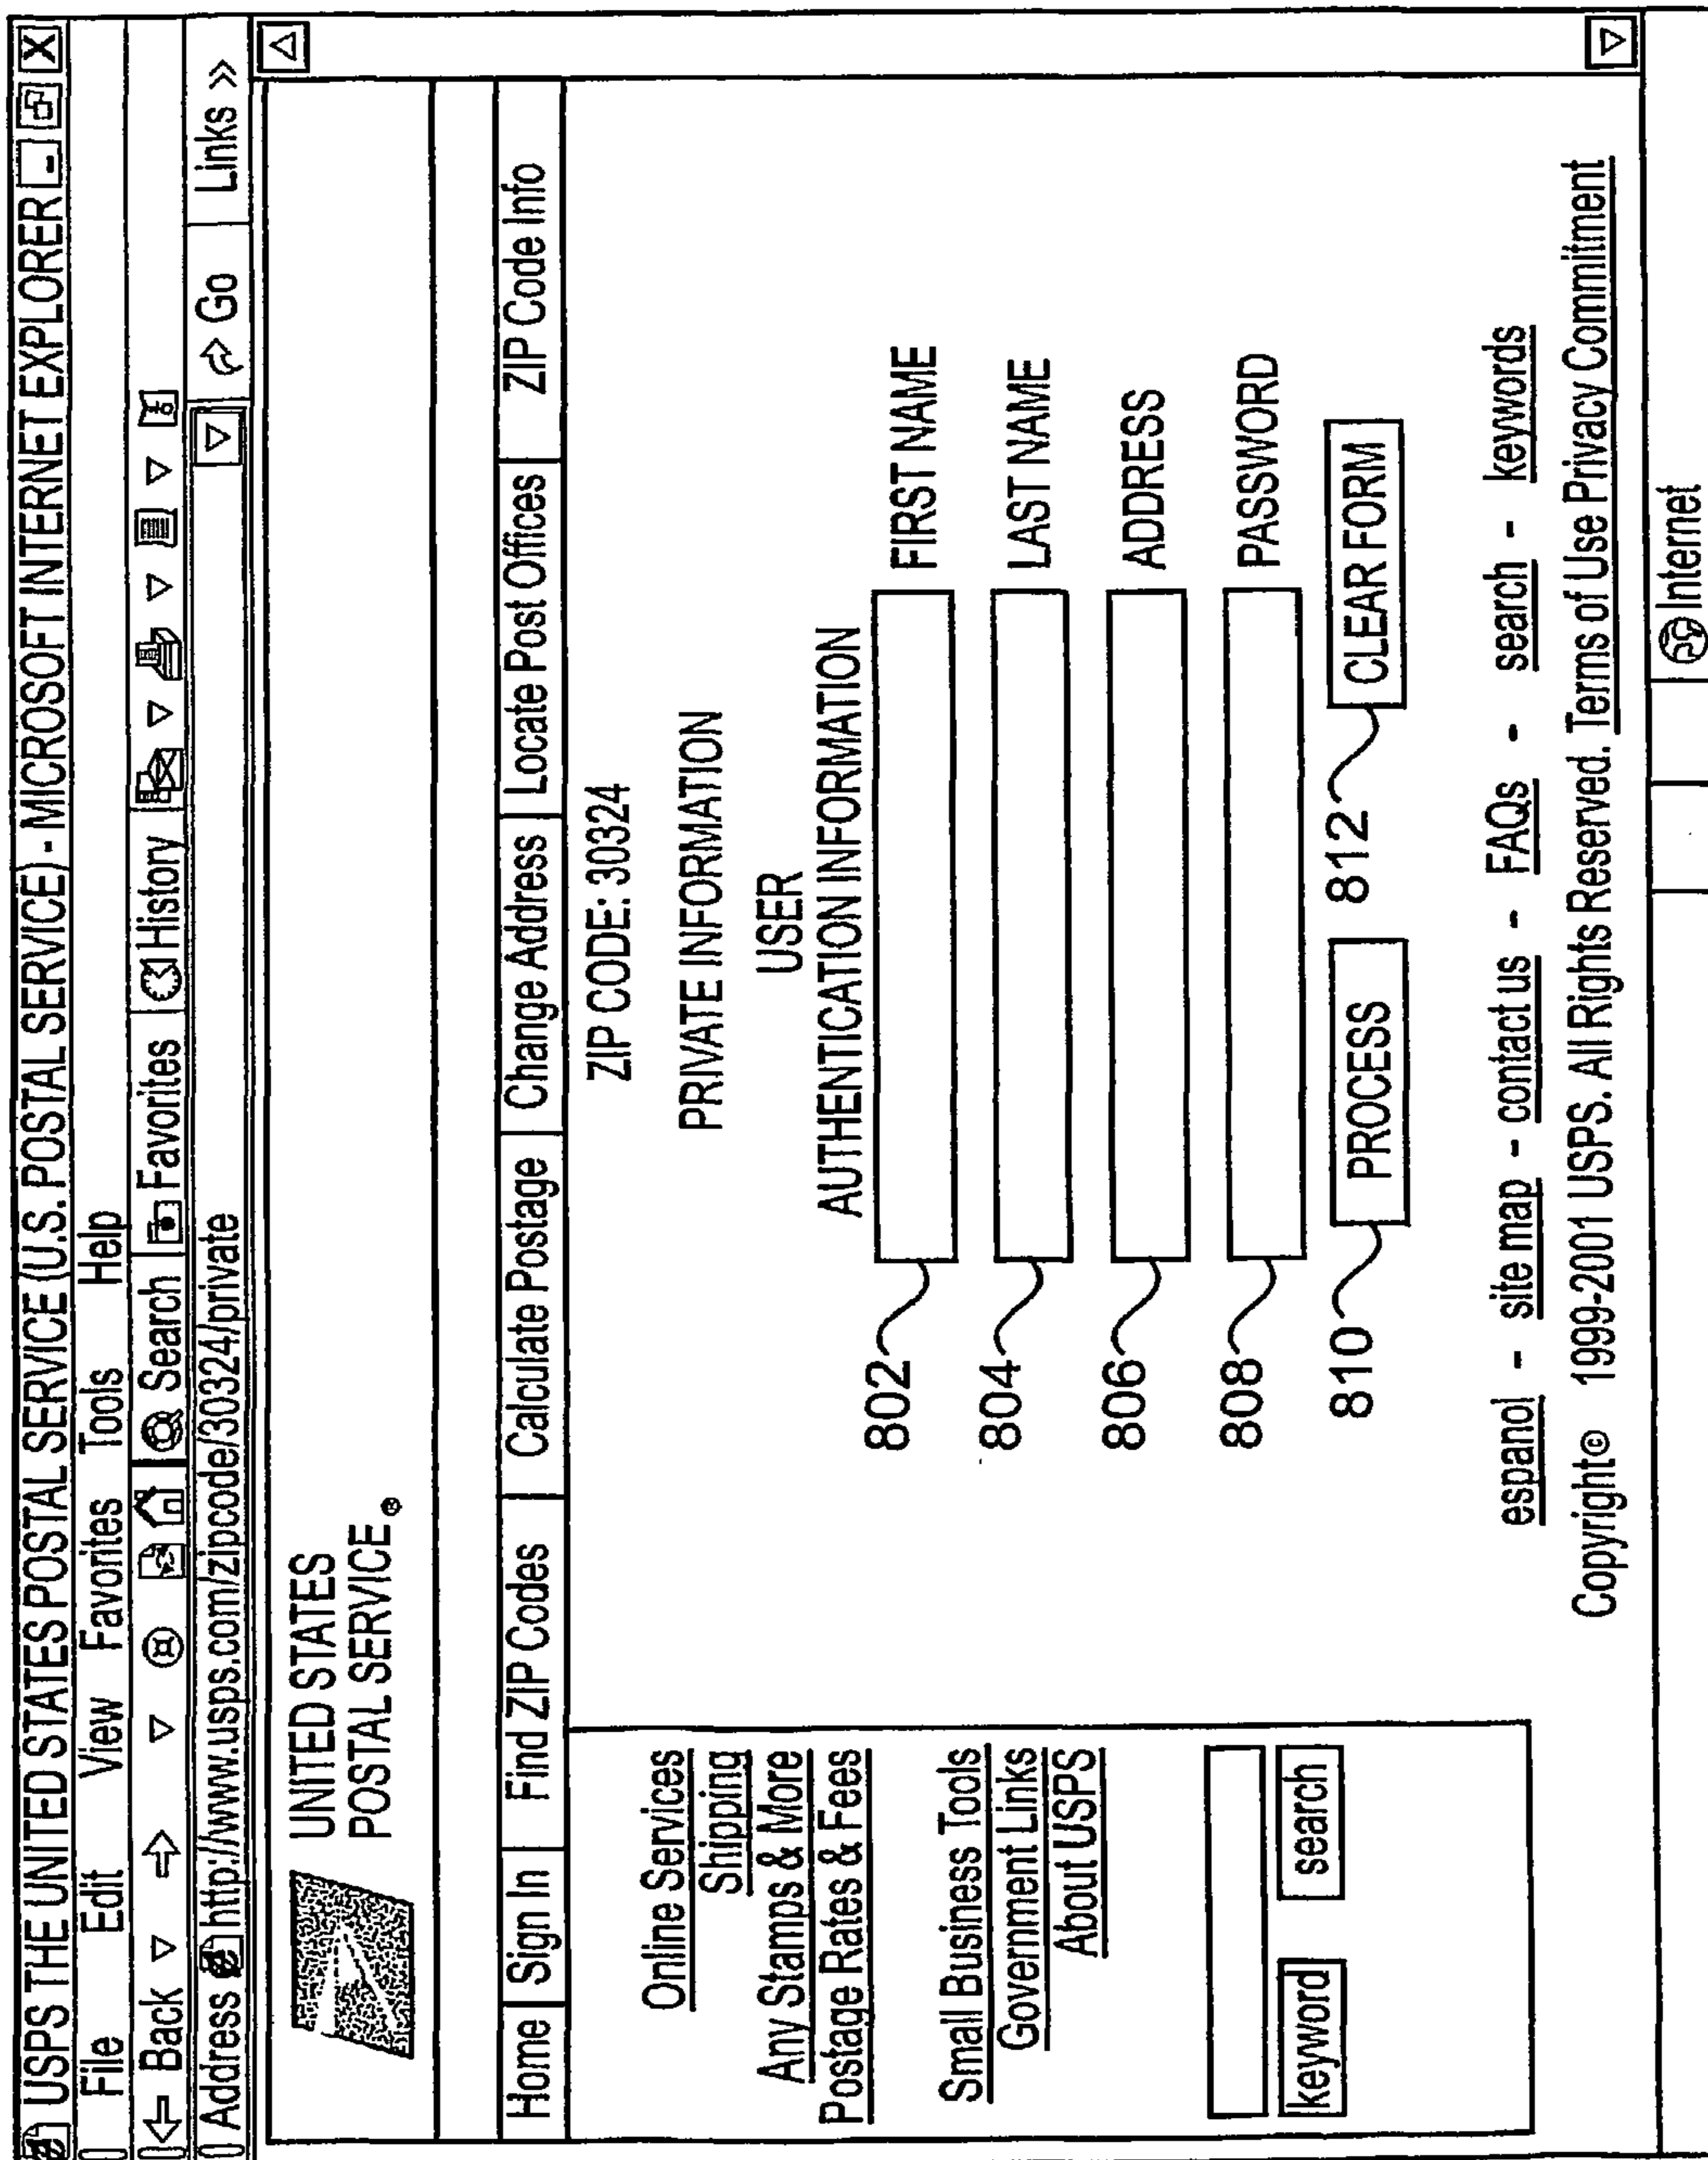 USPS THE UNITED STATES POSTAL SERVICE (U.S. POSTAL SERVICE) - MICROSOFT INTERNET EXPLORER
File Edit View Favorites Tools Help
Back Search Favorites History
Address http://www.usps.com/zipcode/30324/private Go Links »
UNITED STATES
POSTAL SERVICE®
Home Sign In Find ZIP Codes Calculate Postage Change Address Locate Post Offices ZIP Code Info
Online Services
Shipping
Any Stamps & More
Postage Rates & Fees
Small Business Tools
Government Links
About USPS
keyword search
ZIP CODE: 30324
PRIVATE INFORMATION
USER
AUTHENTICATION INFORMATION
802 FIRST NAME
804 LAST NAME
806 ADDRESS
808 PASSWORD
810 PROCESS 812 CLEAR FORM
espanol - site map - contact us - FAQs - search - keywords
Copyright© 1999-2001 USPS. All Rights Reserved. Terms of Use Privacy Commitment
Internet